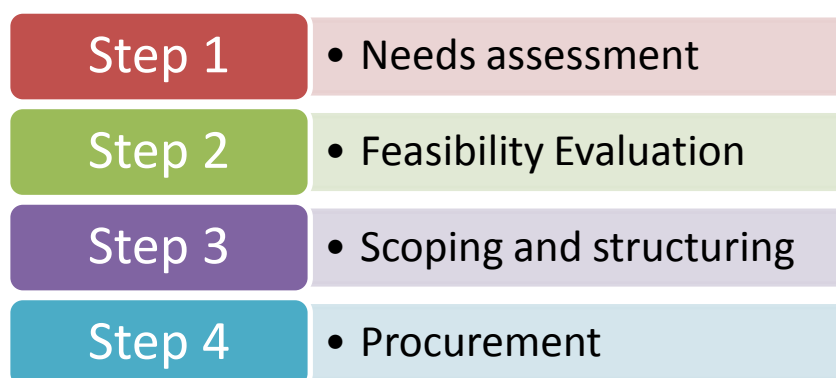 Step 1 • Needs assessment
Step 2 • Feasibility Evaluation
Step 3 • Scoping and structuring
Step 4 • Procurement